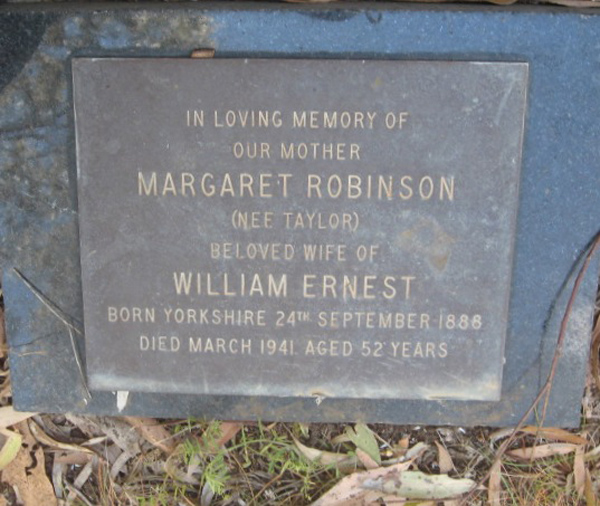 IN LOVING MEMORY OF
OUR MOTHER
MARGARET ROBINSON
(NEE TAYLOR)
BELOVED WIFE OF
WILLIAM ERNEST
BORN YORKSHIRE 24TH SEPTEMBER 1888
DIED MARCH 1941 AGED 52 YEARS